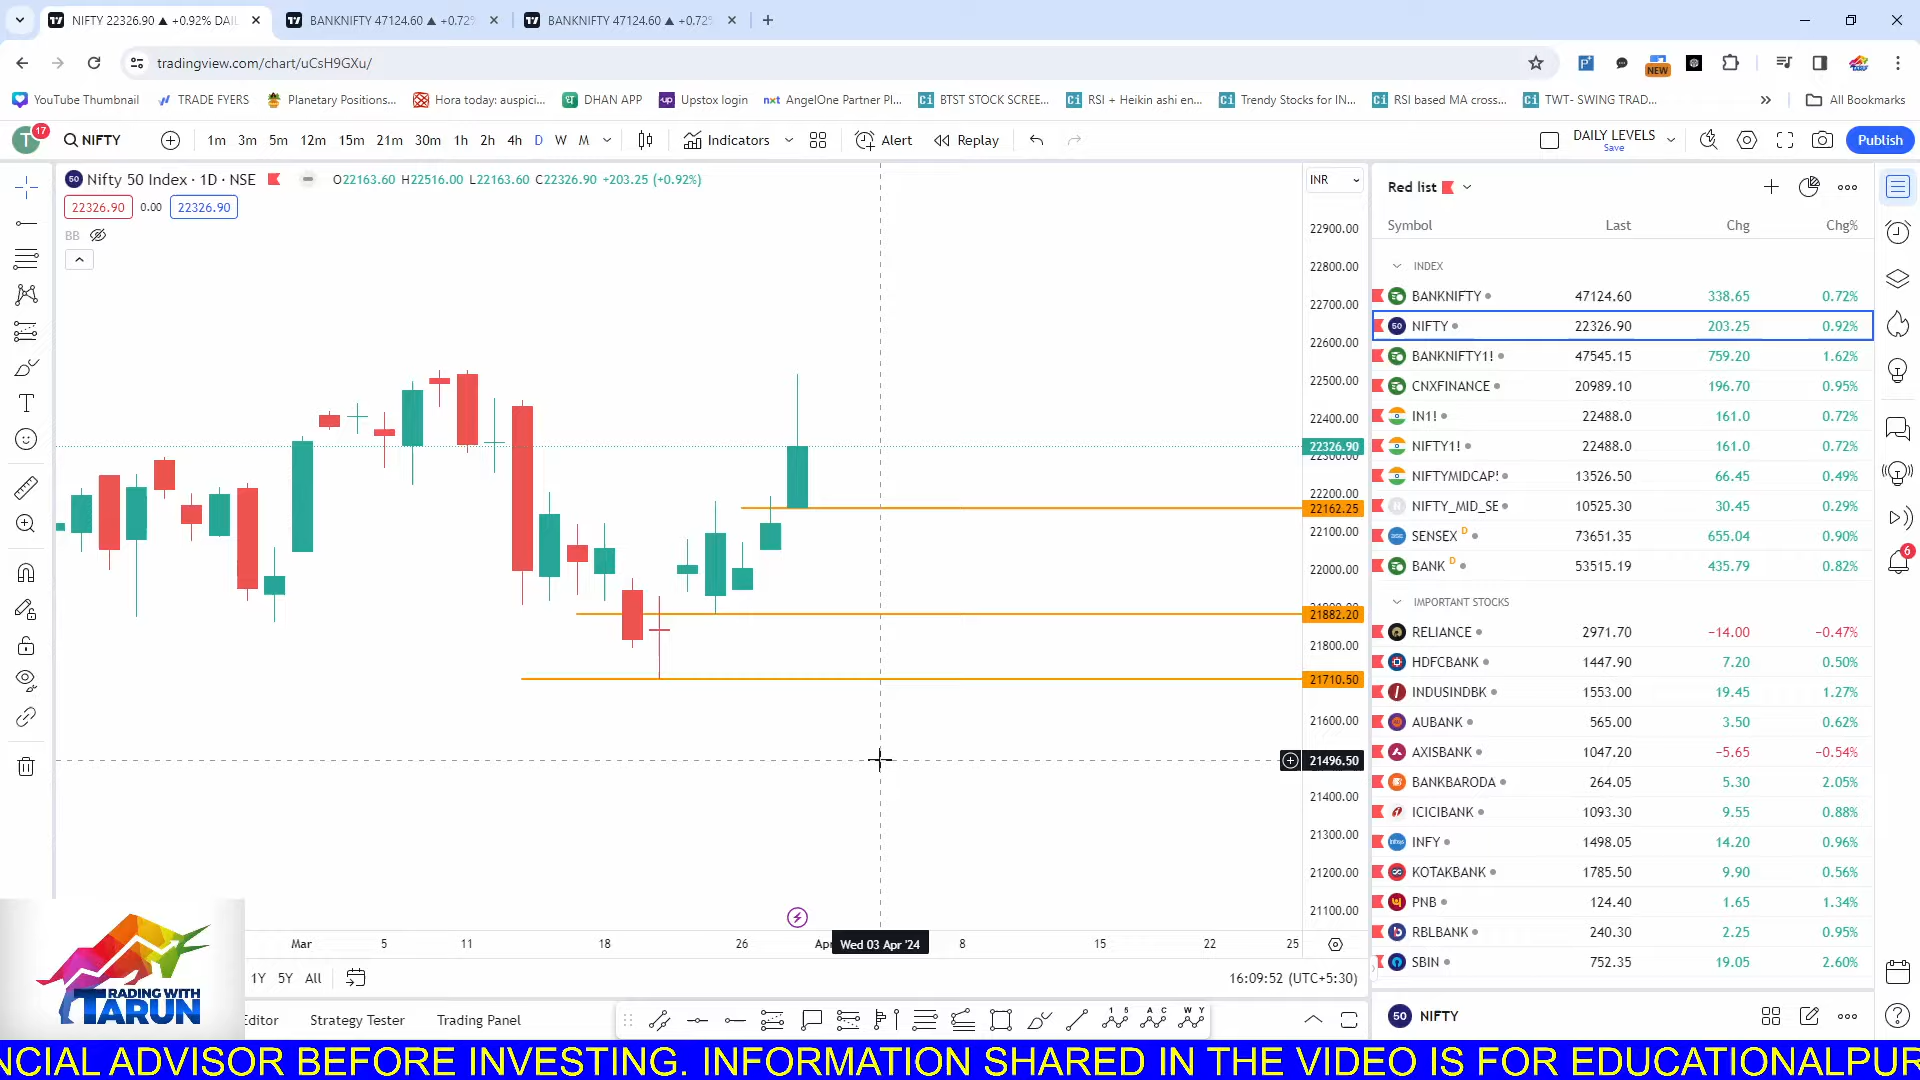 NIFTY 22326.90 ▲ +0.92% DAIL
BANKNIFTY 47124.60 ▲ +0.72%
BANKNIFTY 47124.60 ▲ +0.72%
tradingview.com/chart/uCsH9GXu/
NEW
YouTube Thumbnail
TRADE FYERS
Planetary Positions...
Hora today: auspici...
DHAN APP
Upstox login
AngelOne Partner Pl...
BTST STOCK SCREE...
RSI + Heikin ashi en...
Trendy Stocks for IN...
RSI based MA cross...
TWT- SWING TRAD...
All Bookmarks
T 17 NIFTY 1m 3m 5m 12m 15m 21m 30m 1h 2h 4h D W M Indicators Alert Replay
DAILY LEVELS
Save
Publish
Nifty 50 Index · 1D · NSE O22163.60 H22516.00 L22163.60 C22326.90 +203.25 (+0.92%)
22326.90 0.00 22326.90
BB
INR
22900.00
22800.00
22700.00
22600.00
22500.00
22400.00
22326.90
22300.00
22200.00
22162.25
22100.00
22000.00
21882.20
21800.00
21710.50
21600.00
21496.50
21400.00
21300.00
21200.00
21100.00
Mar 5 11 18 26 Apr Wed 03 Apr '24 8 15 22 25
1Y 5Y All
16:09:52 (UTC+5:30)
Editor Strategy Tester Trading Panel
Red list
Symbol Last Chg Chg%
INDEX
BANKNIFTY 47124.60 338.65 0.72%
NIFTY 22326.90 203.25 0.92%
BANKNIFTY1! 47545.15 759.20 1.62%
CNXFINANCE 20989.10 196.70 0.95%
IN1! 22488.0 161.0 0.72%
NIFTY1! 22488.0 161.0 0.72%
NIFTYMIDCAP! 13526.50 66.45 0.49%
NIFTY_MID_SE 10525.30 30.45 0.29%
SENSEX D 73651.35 655.04 0.90%
BANK D 53515.19 435.79 0.82%
IMPORTANT STOCKS
RELIANCE 2971.70 −14.00 −0.47%
HDFCBANK 1447.90 7.20 0.50%
INDUSINDBK 1553.00 19.45 1.27%
AUBANK 565.00 3.50 0.62%
AXISBANK 1047.20 −5.65 −0.54%
BANKBARODA 264.05 5.30 2.05%
ICICIBANK 1093.30 9.55 0.88%
INFY 1498.05 14.20 0.96%
KOTAKBANK 1785.50 9.90 0.56%
PNB 124.40 1.65 1.34%
RBLBANK 240.30 2.25 0.95%
SBIN 752.35 19.05 2.60%
50 NIFTY
6
RADING WITH
TARUN
NCIAL ADVISOR BEFORE INVESTING. INFORMATION SHARED IN THE VIDEO IS FOR EDUCATIONALPUR